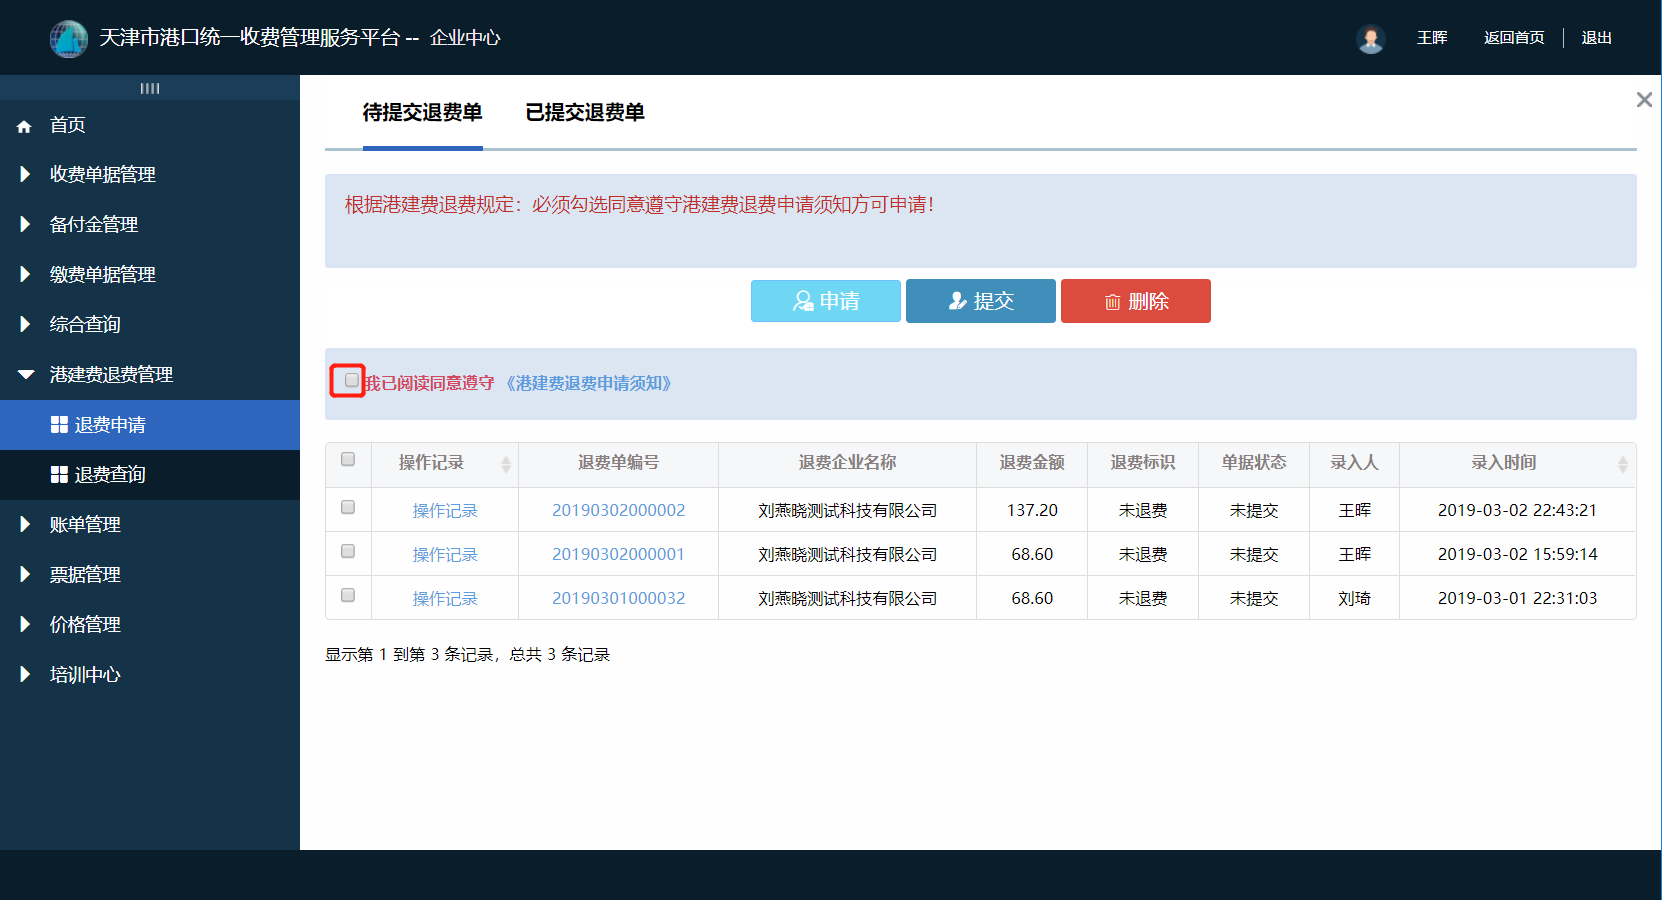 天津市港口统一收费管理服务平台 -- 企业中心
王晖 返回首页 退出
首页
收费单据管理
备付金管理
缴费单据管理
综合查询
港建费退费管理
退费申请
退费查询
账单管理
票据管理
价格管理
培训中心
待提交退费单 已提交退费单
根据港建费退费规定：必须勾选同意遵守港建费退费申请须知方可申请！
申请 提交 删除
我已阅读同意遵守 《港建费退费申请须知》
操作记录 退费单编号 退费企业名称 退费金额 退费标识 单据状态 录入人 录入时间
操作记录 20190302000002 刘燕晓测试科技有限公司 137.20 未退费 未提交 王晖 2019-03-02 22:43:21
操作记录 20190302000001 刘燕晓测试科技有限公司 68.60 未退费 未提交 王晖 2019-03-02 15:59:14
操作记录 20190301000032 刘燕晓测试科技有限公司 68.60 未退费 未提交 刘琦 2019-03-01 22:31:03
显示第 1 到第 3 条记录，总共 3 条记录